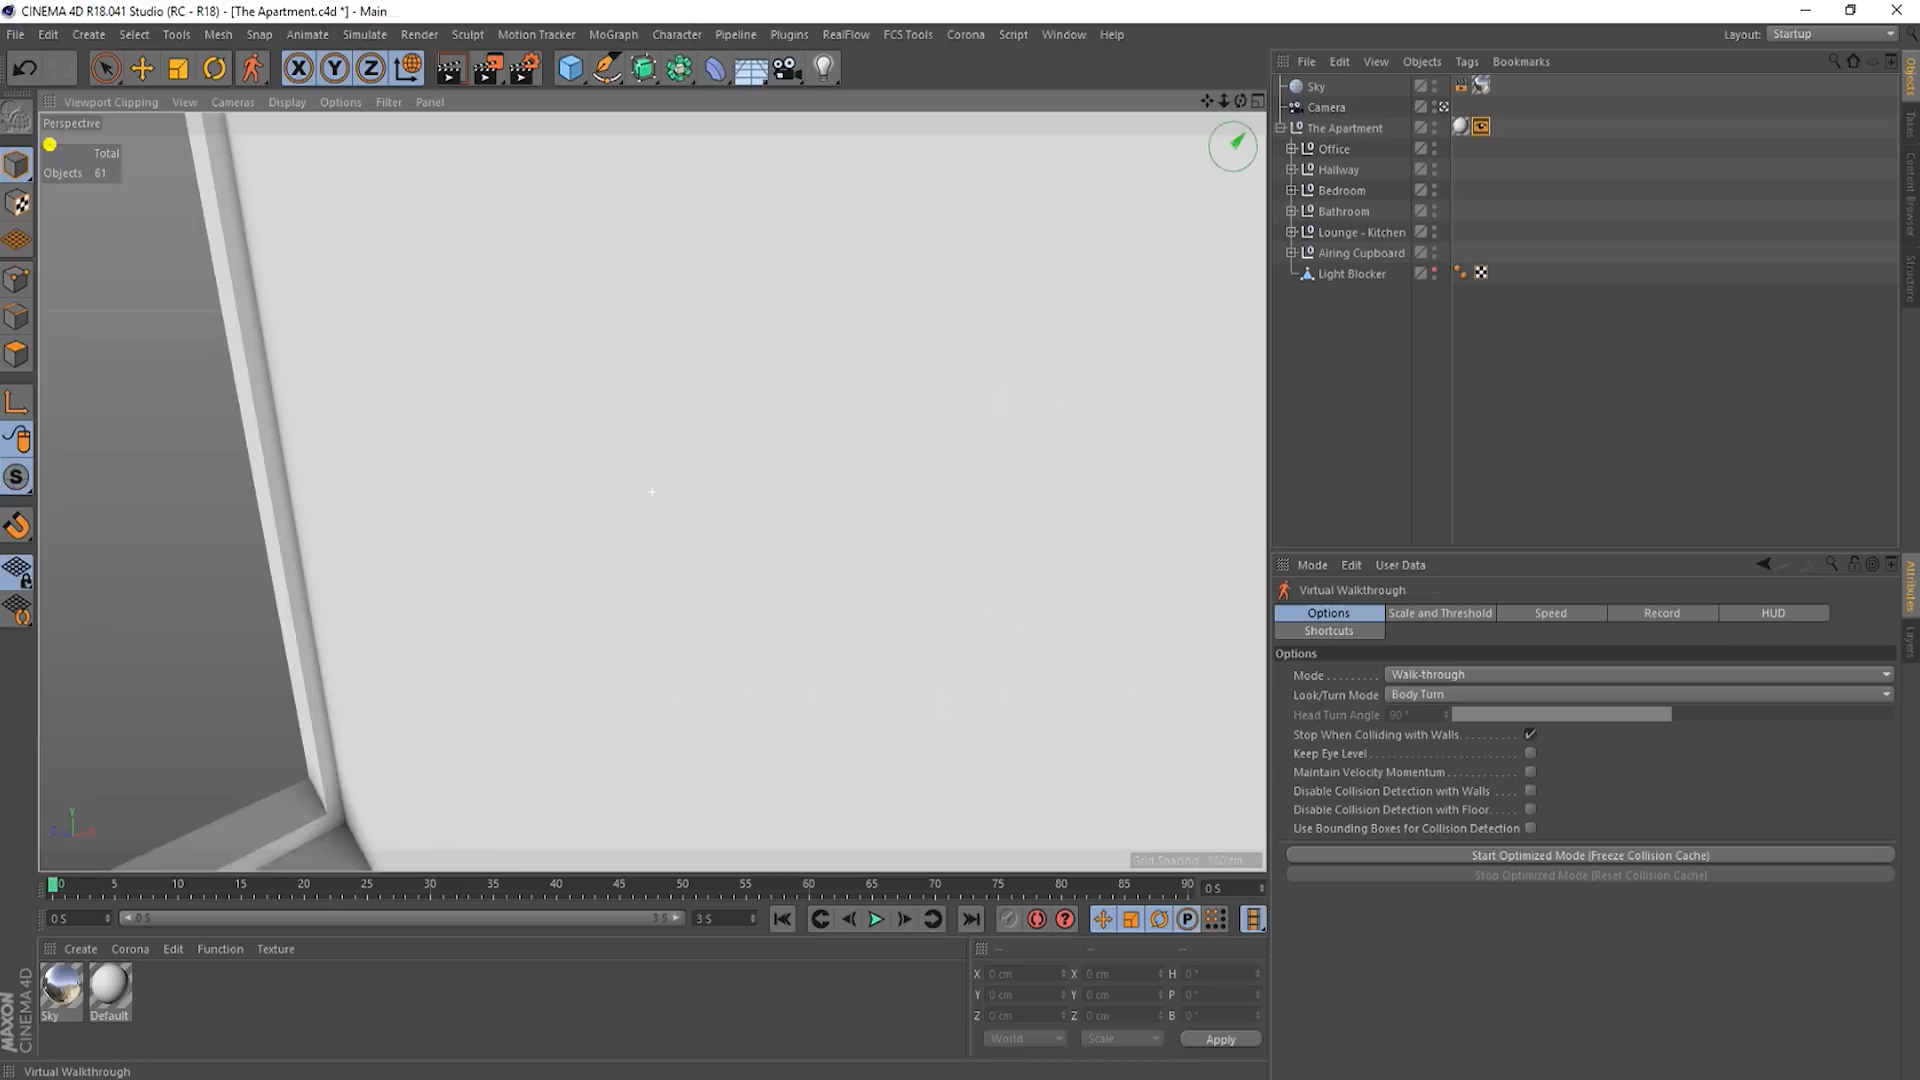 CINEMA 4D R18.041 Studio (RC - R18) - [The Apartment.c4d *] - Main
File Edit Create Select Tools Mesh Snap Animate Simulate Render Sculpt Motion Tracker MoGraph Character Pipeline Plugins RealFlow FCS Tools Corona Script Window Help Layout: Startup
X Y Z
File Edit View Objects Tags Bookmarks
Viewport Clipping View Cameras Display Options Filter Panel
Perspective
Total
Objects 61
Sky
Camera
The Apartment
Office
Hallway
Bedroom
Bathroom
Lounge - Kitchen
Airing Cupboard
Light Blocker
Objects
Takes
Content Browser
Structure
Y
Z X
Grid Spacing : 100 cm
Mode Edit User Data
Virtual Walkthrough
Options Scale and Threshold Speed Record HUD
Shortcuts
Options
Mode . . . . . . . . Walk-through
Look/Turn Mode Body Turn
Head Turn Angle 90 °
Stop When Colliding with Walls
Keep Eye Level
Maintain Velocity Momentum
Disable Collision Detection with Walls
Disable Collision Detection with Floor
Use Bounding Boxes for Collision Detection
Start Optimized Mode (Freeze Collision Cache)
Stop Optimized Mode (Reset Collision Cache)
Attributes
Layers
0 5 10 15 20 25 30 35 40 45 50 55 60 65 70 75 80 85 90 0 S
0 S 0 S 3 S 3 S
Create Corona Edit Function Texture
Sky Default
-- -- --
X 0 cm X 0 cm H 0 °
Y 0 cm Y 0 cm P 0 °
Z 0 cm Z 0 cm B 0 °
World Scale Apply
MAXON
CINEMA 4D
Virtual Walkthrough